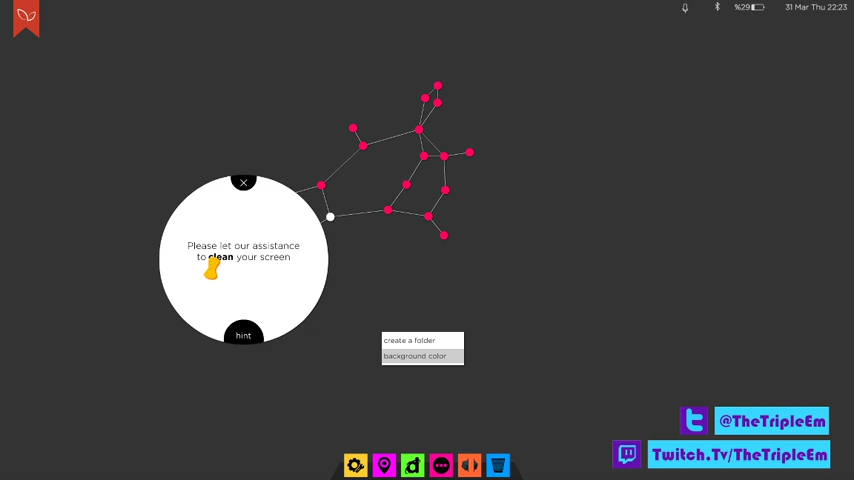 %29
31 Mar Thu 22:23
Please let our assistance
to clean your screen
hint
create a folder
background color
@TheTripleEm
Twitch.Tv/TheTripleEm